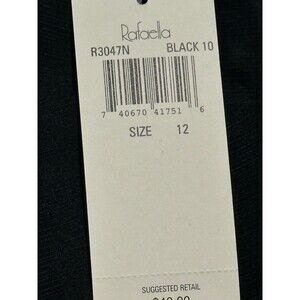 Rafaella
R3047N BLACK 10
7 40670 41751 6
SIZE 12
SUGGESTED RETAIL